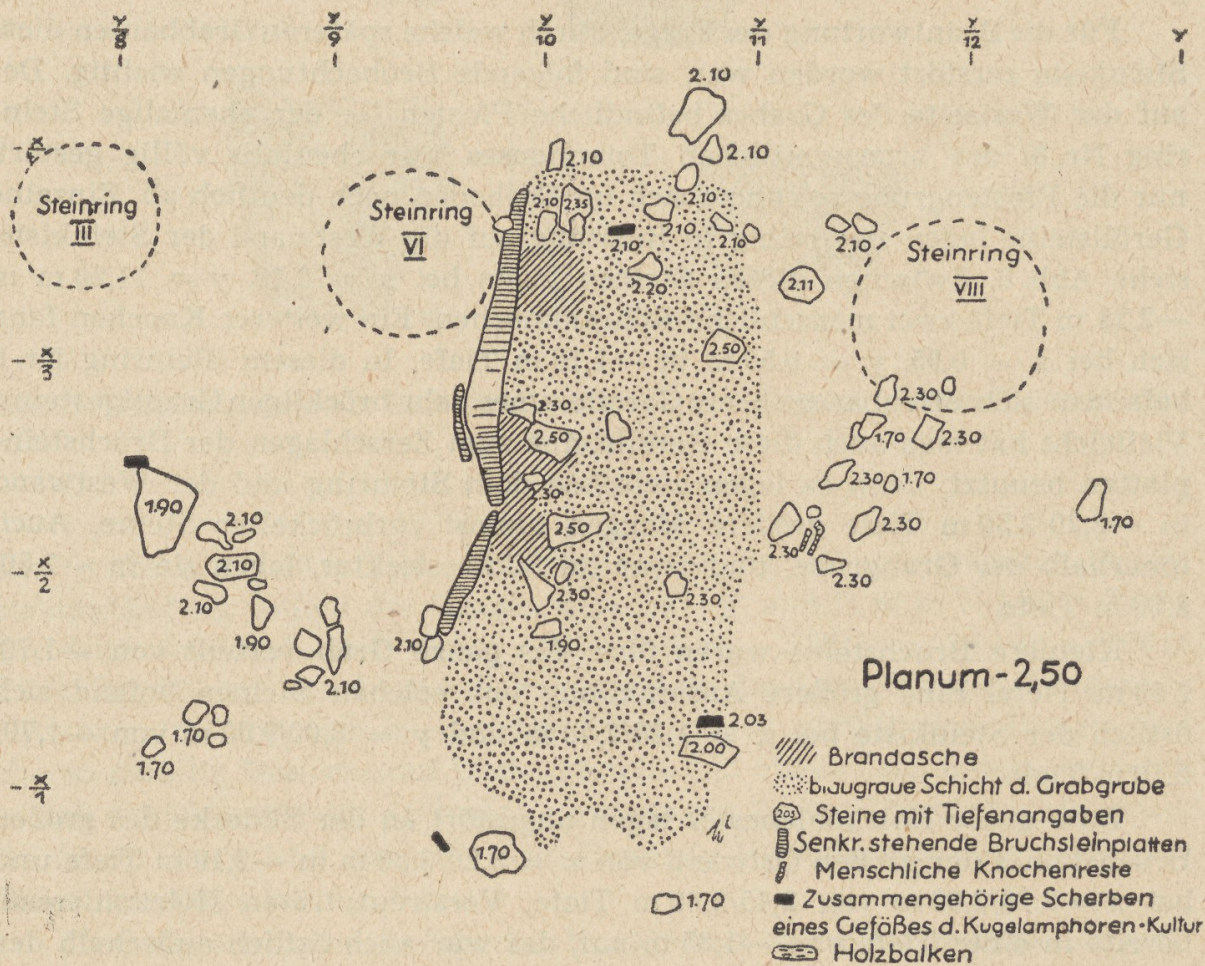 Y/8 Y/9 Y/10 Y/11 Y/12 Y
2.10
X/4
2.10 2.10
Steinring
III
Steinring
VI
2.10 2.35 2.10
2.10 2.10 2.10 2.10
Steinring
VIII
2.20 2.11
X/3
2.50
2.30 2.30
2.50 1.70 2.30
.30 2.30 1.70
1.90 2.10 2.50 2.30 2.30 1.70
X/2
2.10 2.30
2.10 2.30 2.30
1.90 2.10 1.90
2.10
Planum-2,50
1.70 2.03
1.70 2.00
X/1
1.70
1.70
Brandasche
blaugraue Schicht d. Grabgrube
203 Steine mit Tiefenangaben
Senkr. stehende Bruchsteinplatten
Menschliche Knochenreste
Zusammengehörige Scherben
eines Gefäßes d. Kugelamphoren-Kultur
Holzbalken